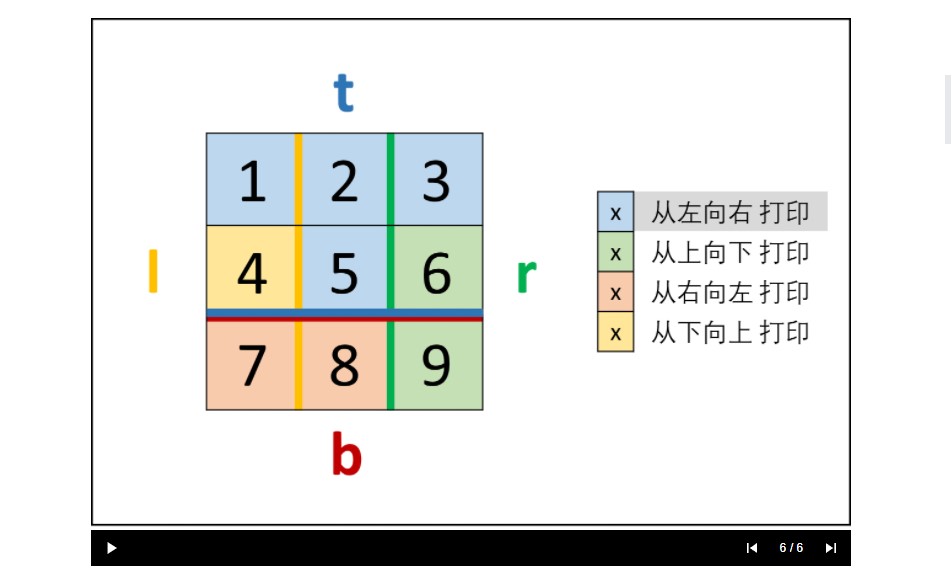 t
1 2 3
x 从左向右 打印
x 从上向下 打印
l 4 5 6 r
x 从右向左 打印
x 从下向上 打印
7 8 9
b
6 / 6